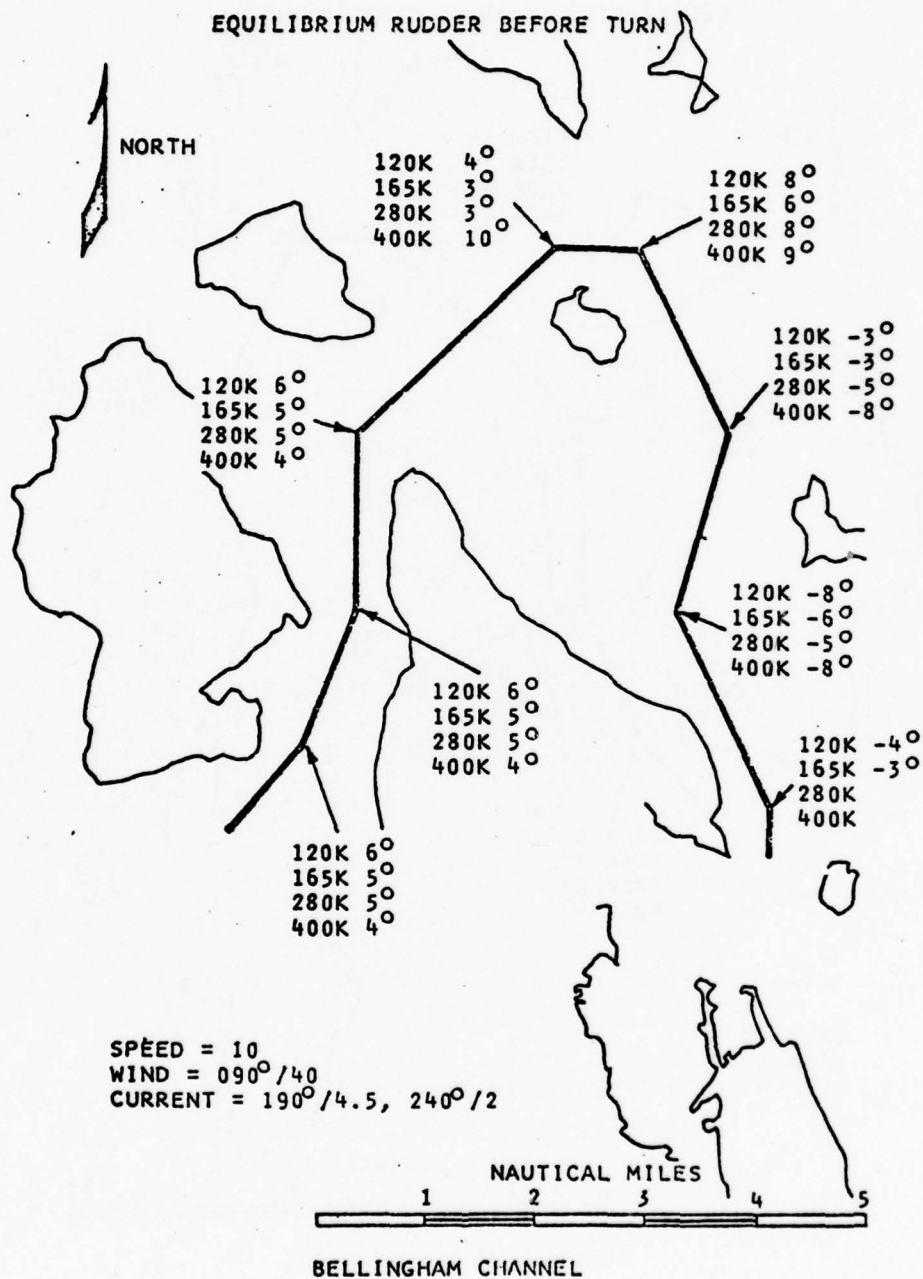 EQUILIBRIUM RUDDER BEFORE TURN
NORTH
120K 4°
165K 3°
280K 3°
400K 10°
120K 8°
165K 6°
280K 8°
400K 9°
120K -3°
165K -3°
280K -5°
400K -8°
120K 6°
165K 5°
280K 5°
400K 4°
120K -8°
165K -6°
280K -5°
400K -8°
120K 6°
165K 5°
280K 5°
400K 4°
120K -4°
165K -3°
280K
400K
120K 6°
165K 5°
280K 5°
400K 4°
SPEED = 10
WIND = 090°/40
CURRENT = 190°/4.5, 240°/2
NAUTICAL MILES
1 2 3 4 5
BELLINGHAM CHANNEL